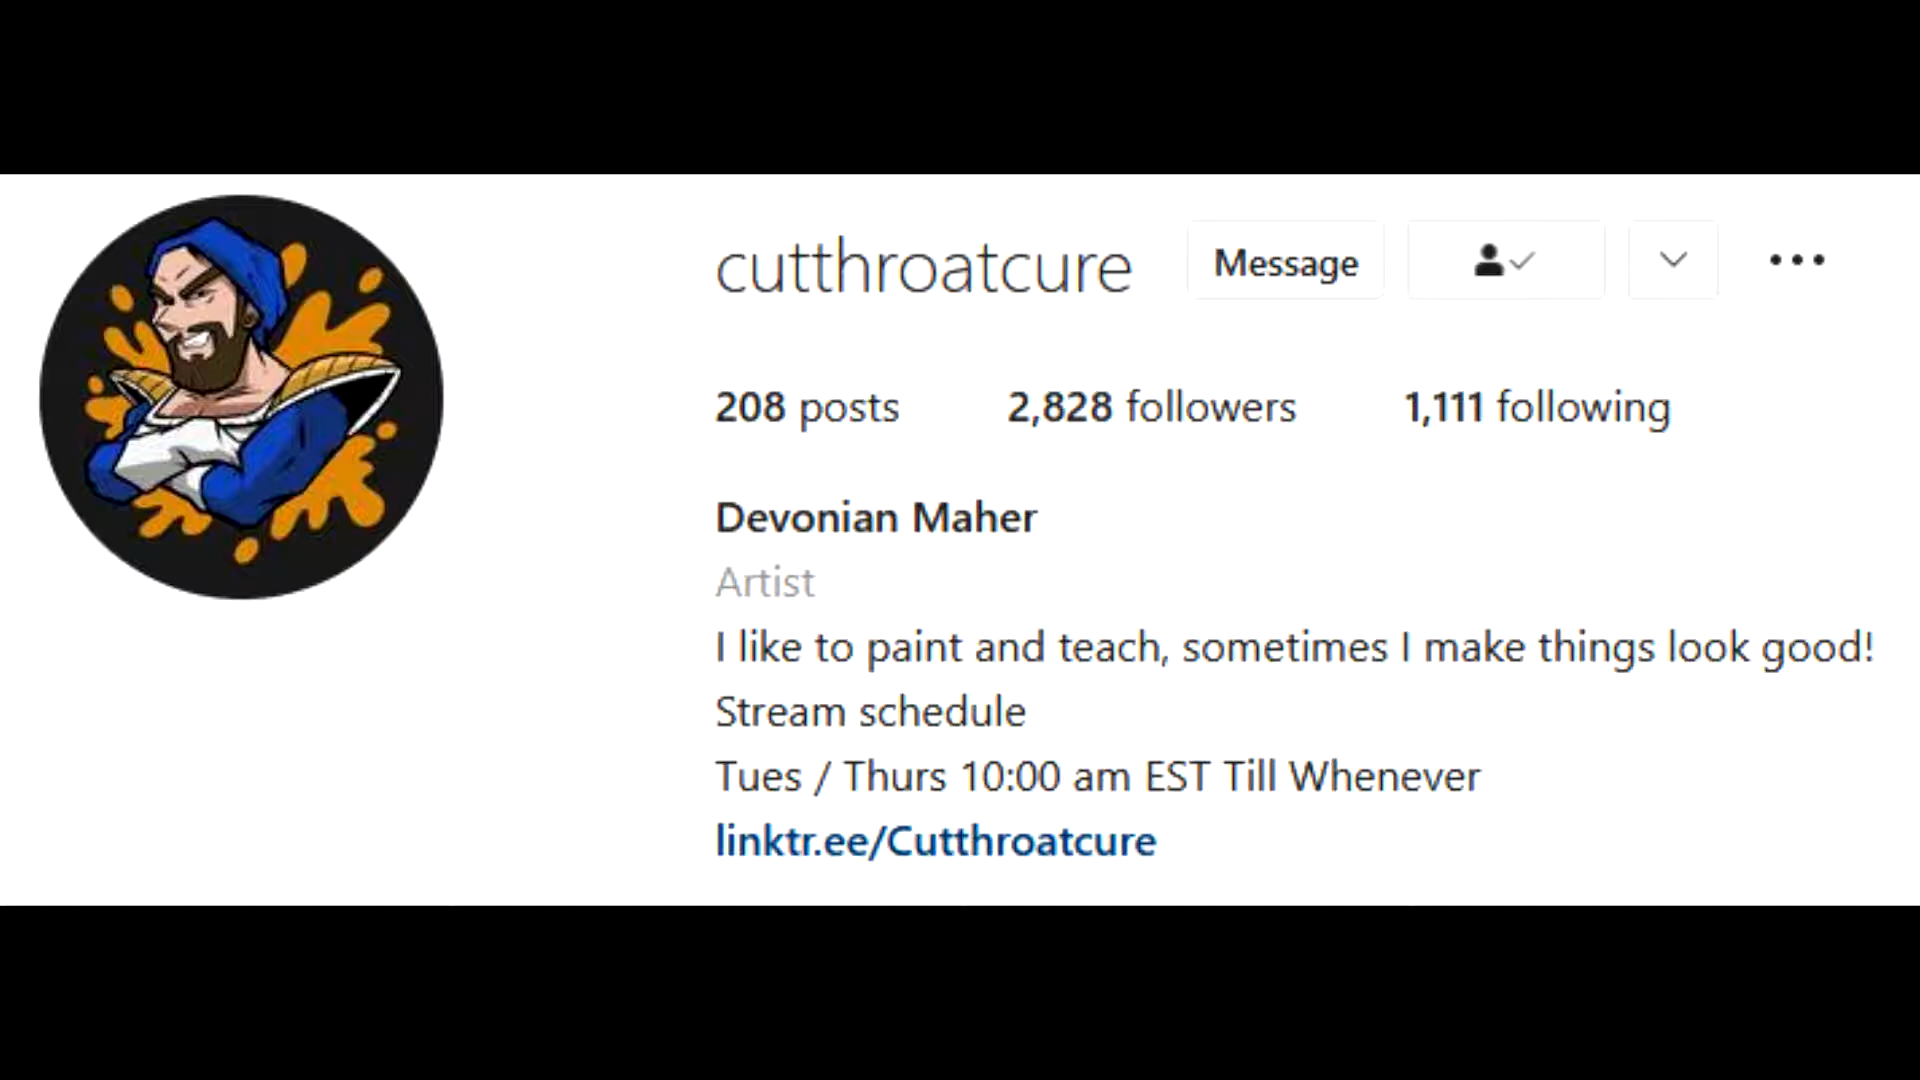 cutthroatcure Message
208 posts 2,828 followers 1,111 following
Devonian Maher
Artist
I like to paint and teach, sometimes I make things look good!
Stream schedule
Tues / Thurs 10:00 am EST Till Whenever
linktr.ee/Cutthroatcure